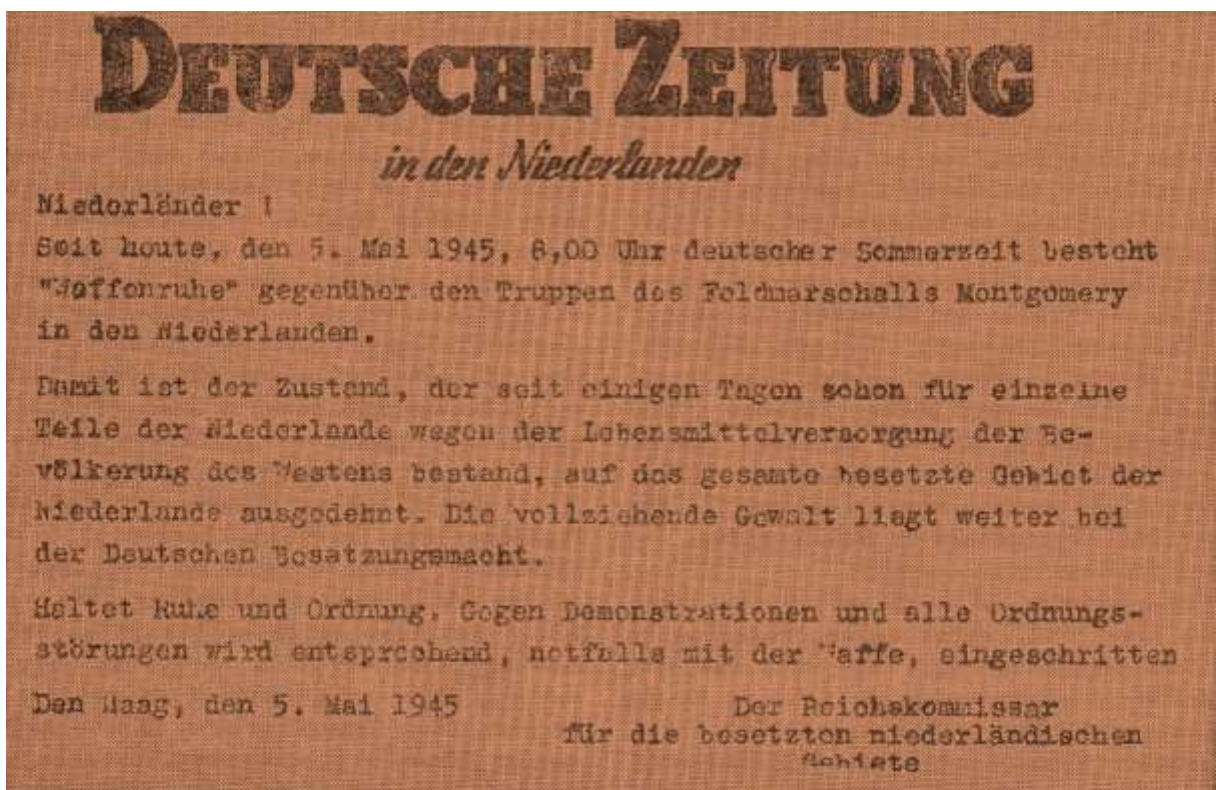 DEUTSCHE ZEITUNG
in den Niederlanden
Niederländer !
Seit heute, den 5. Mai 1945, 8,00 Uhr deutscher Sommerzeit besteht
"Waffenruhe" gegenüber den Truppen des Feldmarschalls Montgomery
in den Niederlanden.
Damit ist der Zustand, der seit einigen Tagen schon für einzelne
Teile der Niederlande wegen der Lebensmittelversorgung der Be-
völkerung des Westens bestand, auf das gesamte besetzte Gebiet der
Niederlande ausgedehnt. Die vollziehende Gewalt liegt weiter bei
der Deutschen Besatzungsmacht.
Haltet Ruhe und Ordnung. Gegen Demonstrationen und alle Ordnungs-
störungen wird entsprechend, notfalls mit der Waffe, eingeschritten
Den Haag, den 5. Mai 1945
Der Reichskommissar
für die besetzten niederländischen
Gebiete